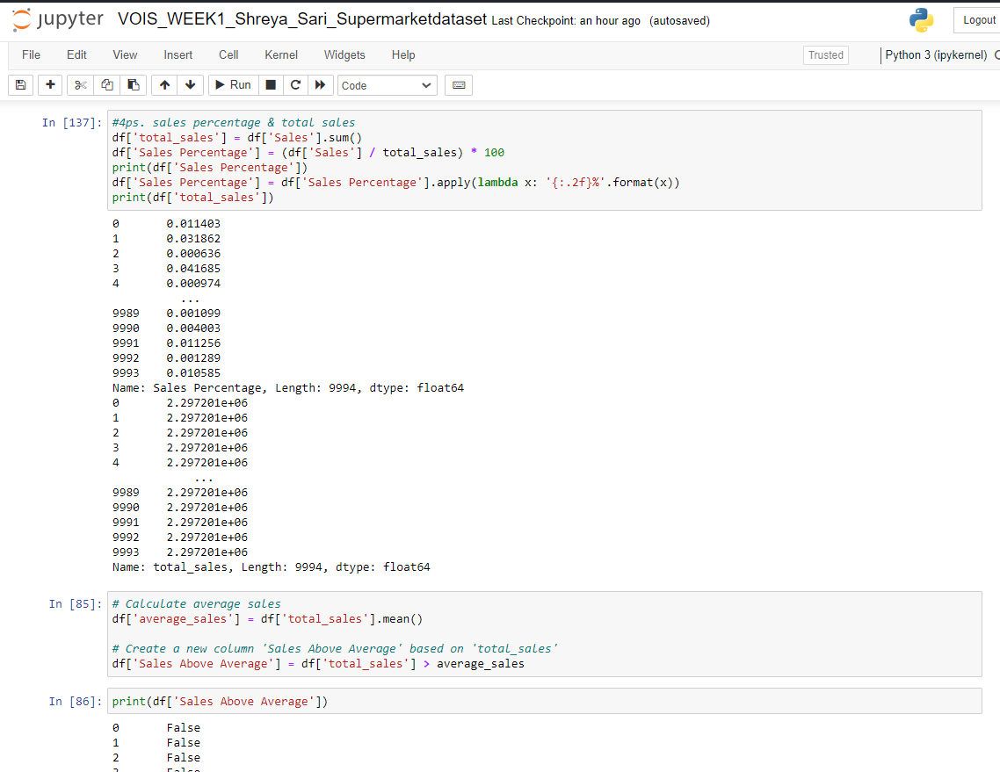 jupyter VOIS_WEEK1_Shreya_Sari_Supermarketdataset Last Checkpoint: an hour ago (autosaved) Logout
File Edit View Insert Cell Kernel Widgets Help Trusted Python 3 (ipykernel)
Run Code
In [137]: #4ps. sales percentage & total sales
df['total_sales'] = df['Sales'].sum()
df['Sales Percentage'] = (df['Sales'] / total_sales) * 100
print(df['Sales Percentage'])
df['Sales Percentage'] = df['Sales Percentage'].apply(lambda x: '{:.2f}%'.format(x))
print(df['total_sales'])
0 0.011403
1 0.031862
2 0.000636
3 0.041685
4 0.000974
...
9989 0.001099
9990 0.004003
9991 0.011256
9992 0.001289
9993 0.010585
Name: Sales Percentage, Length: 9994, dtype: float64
0 2.297201e+06
1 2.297201e+06
2 2.297201e+06
3 2.297201e+06
4 2.297201e+06
...
9989 2.297201e+06
9990 2.297201e+06
9991 2.297201e+06
9992 2.297201e+06
9993 2.297201e+06
Name: total_sales, Length: 9994, dtype: float64
In [85]: # Calculate average sales
df['average_sales'] = df['total_sales'].mean()
# Create a new column 'Sales Above Average' based on 'total_sales'
df['Sales Above Average'] = df['total_sales'] > average_sales
In [86]: print(df['Sales Above Average'])
0 False
1 False
2 False